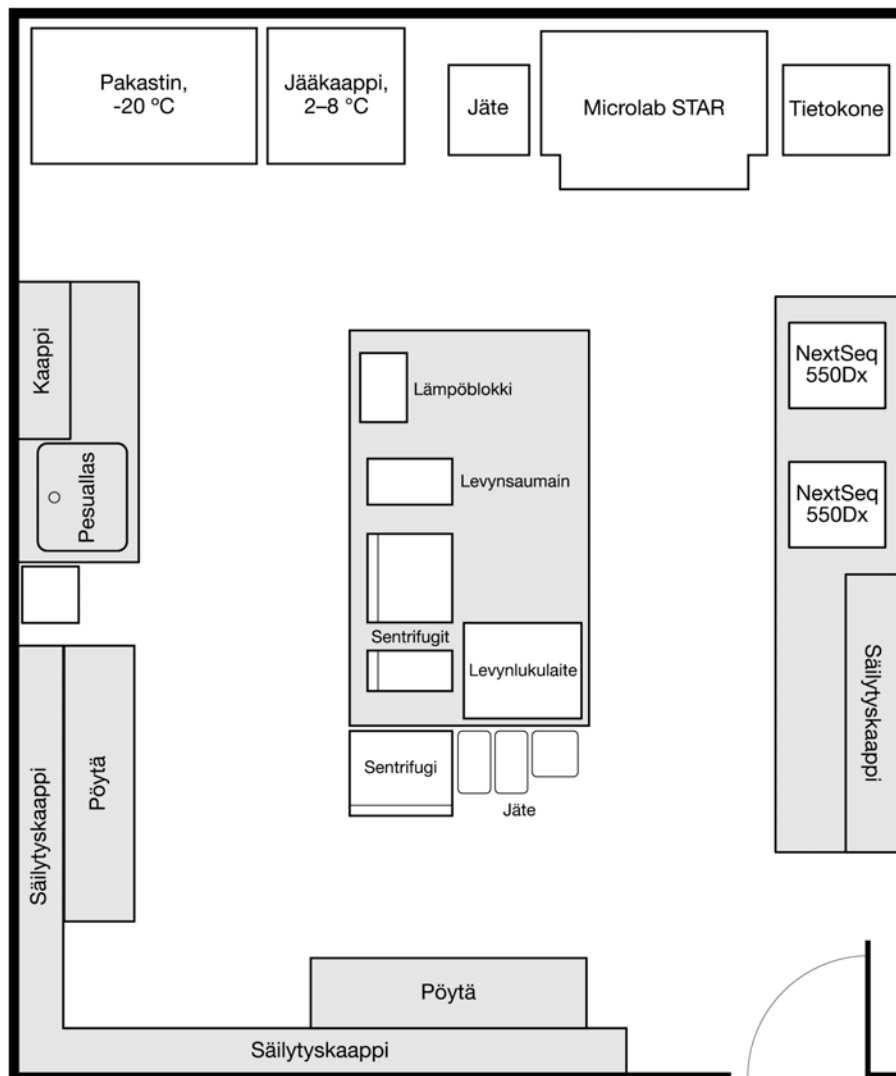 Pakastin,
-20 ºC
Jääkaappi,
2–8 °C
Jäte
Microlab STAR
Tietokone
Kaappi
Pesuallas
Lämpöblokki
Levynsaumain
Sentrifugit
Levynlukulaite
NextSeq
550Dx
NextSeq
550Dx
Säilytyskaappi
Sentrifugi
Jäte
Säilytyskaappi
Pöytä
Pöytä
Säilytyskaappi